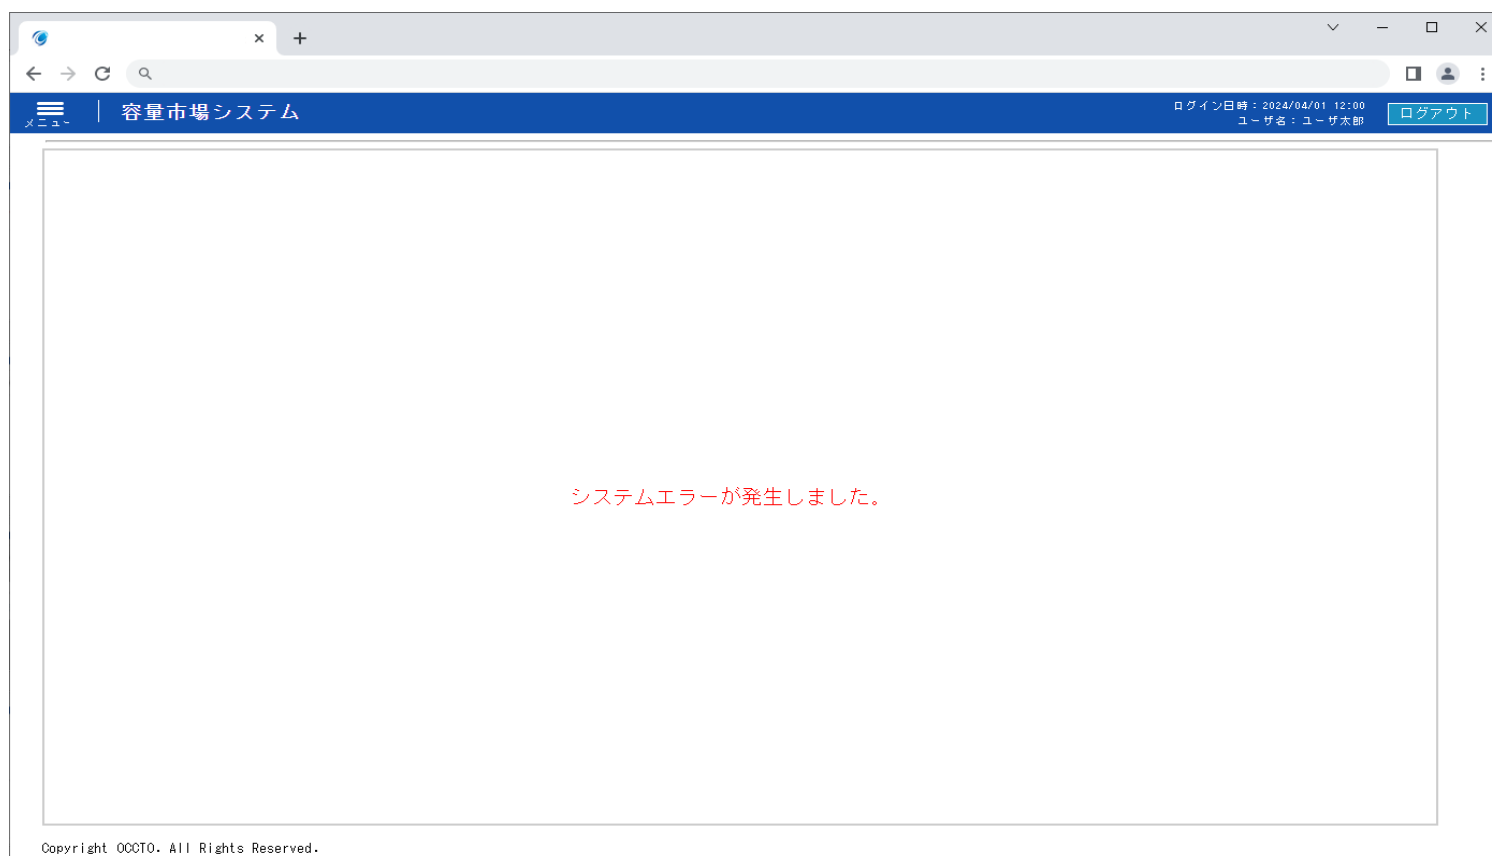 メニュー
容量市場システム
ログイン日時：2024/04/01 12:00
ユーザ名：ユーザ太郎
ログアウト
システムエラーが発生しました。
Copyright OCCTO. All Rights Reserved.